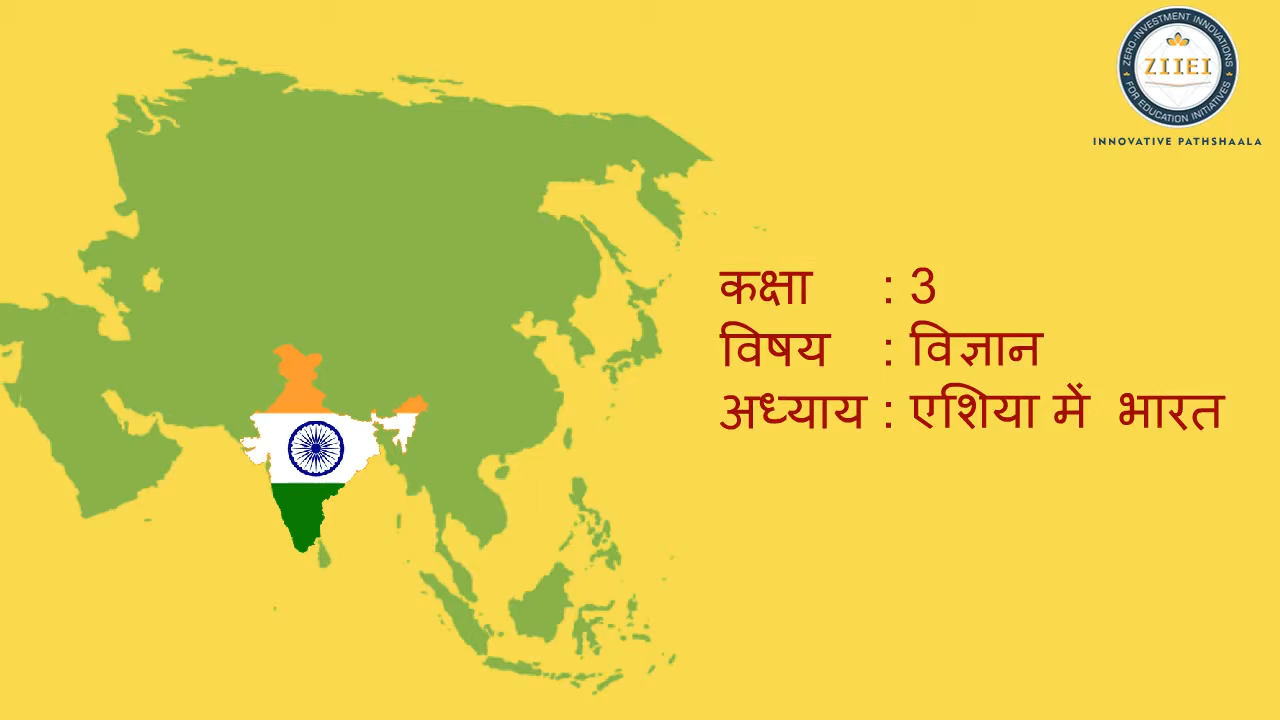 ZERO-INVESTMENT INNOVATIONS
ZIIEI
FOR EDUCATION INITIATIVES
INNOVATIVE PATHSHAALA
कक्षा : 3
विषय : विज्ञान
अध्याय : एशिया में भारत